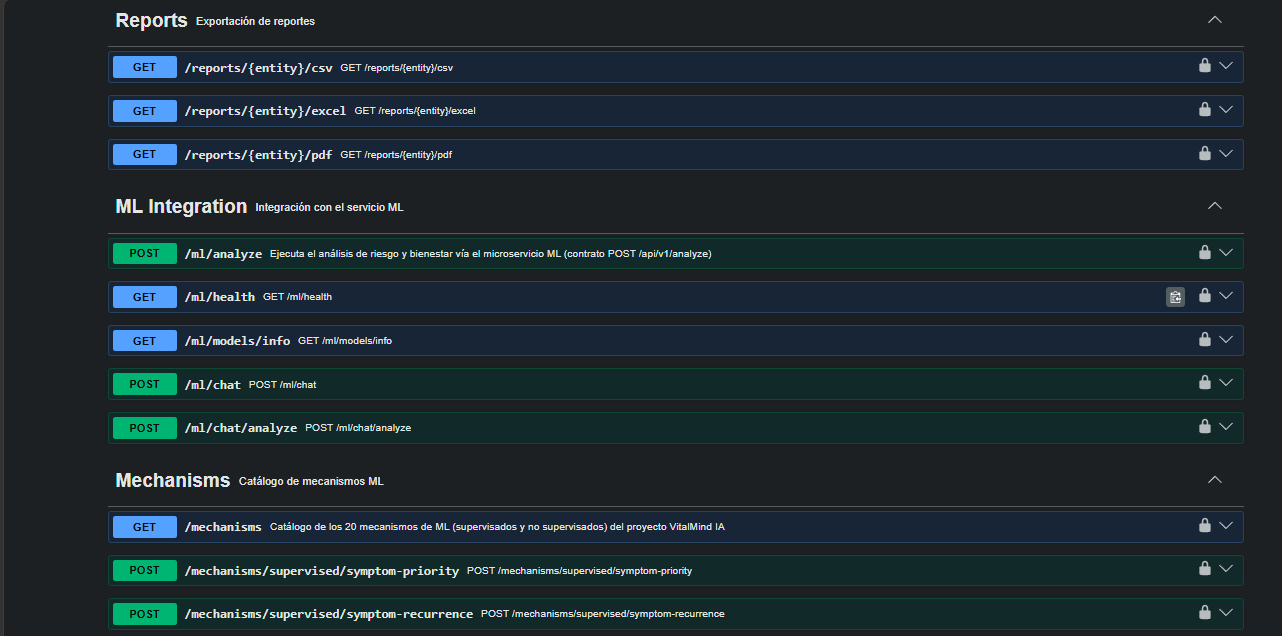 Reports Exportación de reportes
GET /reports/{entity}/csv GET /reports/{entity}/csv
GET /reports/{entity}/excel GET /reports/{entity}/excel
GET /reports/{entity}/pdf GET /reports/{entity}/pdf
ML Integration Integración con el servicio ML
POST /ml/analyze Ejecuta el análisis de riesgo y bienestar vía el microservicio ML (contrato POST /api/v1/analyze)
GET /ml/health GET /ml/health
GET /ml/models/info GET /ml/models/info
POST /ml/chat POST /ml/chat
POST /ml/chat/analyze POST /ml/chat/analyze
Mechanisms Catálogo de mecanismos ML
GET /mechanisms Catálogo de los 20 mecanismos de ML (supervisados y no supervisados) del proyecto VitalMind IA
POST /mechanisms/supervised/symptom-priority POST /mechanisms/supervised/symptom-priority
POST /mechanisms/supervised/symptom-recurrence POST /mechanisms/supervised/symptom-recurrence